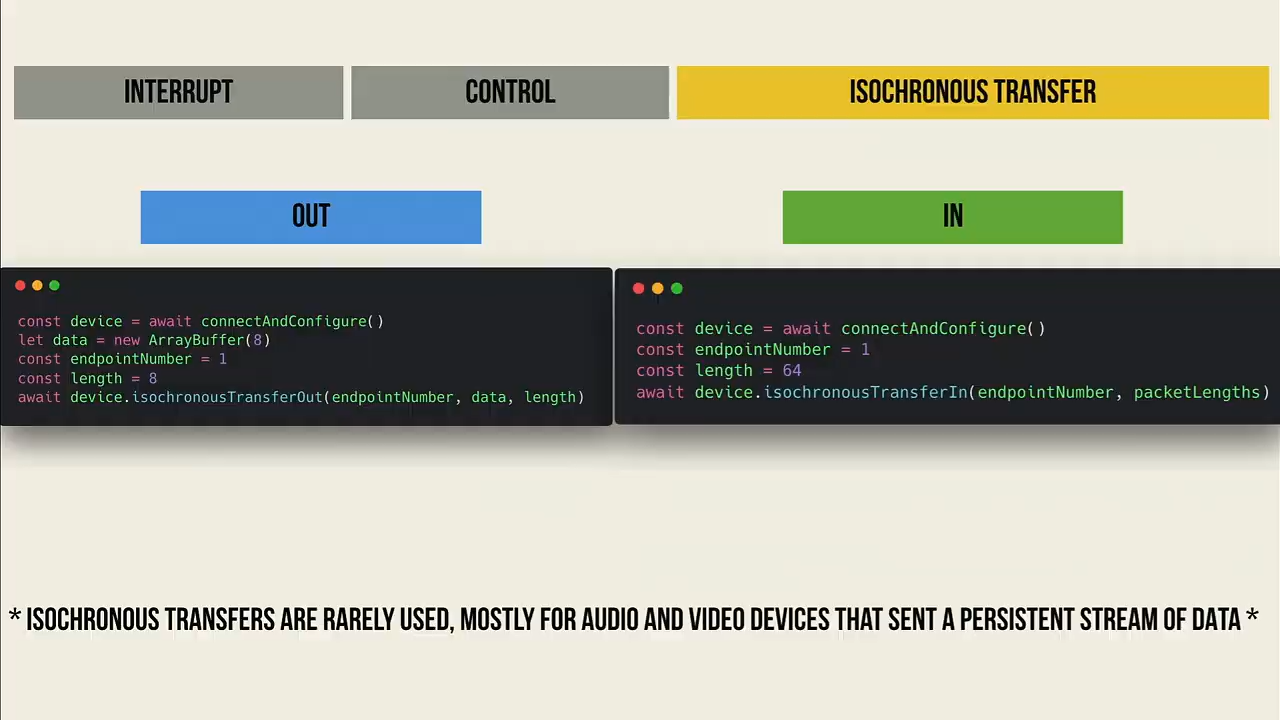 INTERRUPT
CONTROL
ISOCHRONOUS TRANSFER
OUT
IN
const device = await connectAndConfigure()
let data = new ArrayBuffer(8)
const endpointNumber = 1
const length = 8
await device.isochronousTransferOut(endpointNumber, data, length)
const device = await connectAndConfigure()
const endpointNumber = 1
const length = 64
await device.isochronousTransferIn(endpointNumber, packetLengths)
* ISOCHRONOUS TRANSFERS ARE RARELY USED, MOSTLY FOR AUDIO AND VIDEO DEVICES THAT SENT A PERSISTENT STREAM OF DATA *